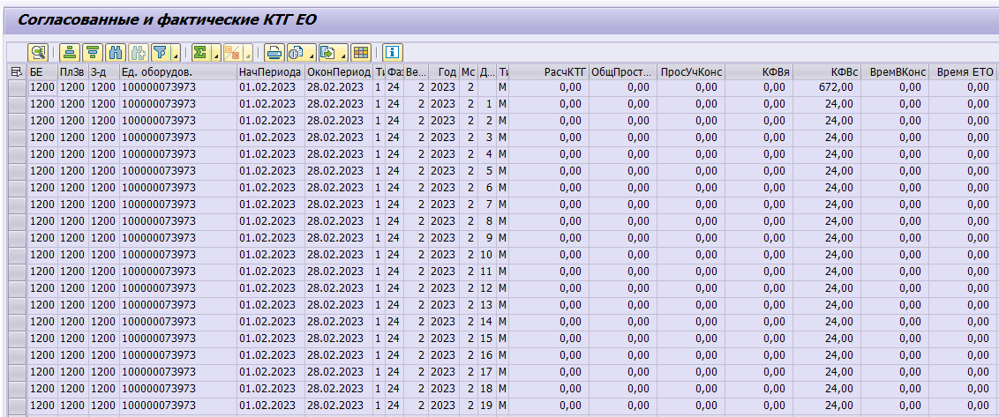 Согласованные и фактические КТГ ЕО
БЕ ПлЗв З-д Ед. оборудов. НачПериода ОконПериод Ти Фаз Ве... Год Мс Д... Ти РасчКТГ ОбщПрост... ПросУчКонс КФВя КФВс ВремВКонс Время ЕТО
1200 1200 1200 100000073973 01.02.2023 28.02.2023 1 24 2 2023 2 М 0,00 0,00 0,00 0,00 672,00 0,00 0,00
1200 1200 1200 100000073973 01.02.2023 28.02.2023 1 24 2 2023 2 1 М 0,00 0,00 0,00 0,00 24,00 0,00 0,00
1200 1200 1200 100000073973 01.02.2023 28.02.2023 1 24 2 2023 2 2 М 0,00 0,00 0,00 0,00 24,00 0,00 0,00
1200 1200 1200 100000073973 01.02.2023 28.02.2023 1 24 2 2023 2 3 М 0,00 0,00 0,00 0,00 24,00 0,00 0,00
1200 1200 1200 100000073973 01.02.2023 28.02.2023 1 24 2 2023 2 4 М 0,00 0,00 0,00 0,00 24,00 0,00 0,00
1200 1200 1200 100000073973 01.02.2023 28.02.2023 1 24 2 2023 2 5 М 0,00 0,00 0,00 0,00 24,00 0,00 0,00
1200 1200 1200 100000073973 01.02.2023 28.02.2023 1 24 2 2023 2 6 М 0,00 0,00 0,00 0,00 24,00 0,00 0,00
1200 1200 1200 100000073973 01.02.2023 28.02.2023 1 24 2 2023 2 7 М 0,00 0,00 0,00 0,00 24,00 0,00 0,00
1200 1200 1200 100000073973 01.02.2023 28.02.2023 1 24 2 2023 2 8 М 0,00 0,00 0,00 0,00 24,00 0,00 0,00
1200 1200 1200 100000073973 01.02.2023 28.02.2023 1 24 2 2023 2 9 М 0,00 0,00 0,00 0,00 24,00 0,00 0,00
1200 1200 1200 100000073973 01.02.2023 28.02.2023 1 24 2 2023 2 10 М 0,00 0,00 0,00 0,00 24,00 0,00 0,00
1200 1200 1200 100000073973 01.02.2023 28.02.2023 1 24 2 2023 2 11 М 0,00 0,00 0,00 0,00 24,00 0,00 0,00
1200 1200 1200 100000073973 01.02.2023 28.02.2023 1 24 2 2023 2 12 М 0,00 0,00 0,00 0,00 24,00 0,00 0,00
1200 1200 1200 100000073973 01.02.2023 28.02.2023 1 24 2 2023 2 13 М 0,00 0,00 0,00 0,00 24,00 0,00 0,00
1200 1200 1200 100000073973 01.02.2023 28.02.2023 1 24 2 2023 2 14 М 0,00 0,00 0,00 0,00 24,00 0,00 0,00
1200 1200 1200 100000073973 01.02.2023 28.02.2023 1 24 2 2023 2 15 М 0,00 0,00 0,00 0,00 24,00 0,00 0,00
1200 1200 1200 100000073973 01.02.2023 28.02.2023 1 24 2 2023 2 16 М 0,00 0,00 0,00 0,00 24,00 0,00 0,00
1200 1200 1200 100000073973 01.02.2023 28.02.2023 1 24 2 2023 2 17 М 0,00 0,00 0,00 0,00 24,00 0,00 0,00
1200 1200 1200 100000073973 01.02.2023 28.02.2023 1 24 2 2023 2 18 М 0,00 0,00 0,00 0,00 24,00 0,00 0,00
1200 1200 1200 100000073973 01.02.2023 28.02.2023 1 24 2 2023 2 19 М 0,00 0,00 0,00 0,00 24,00 0,00 0,00